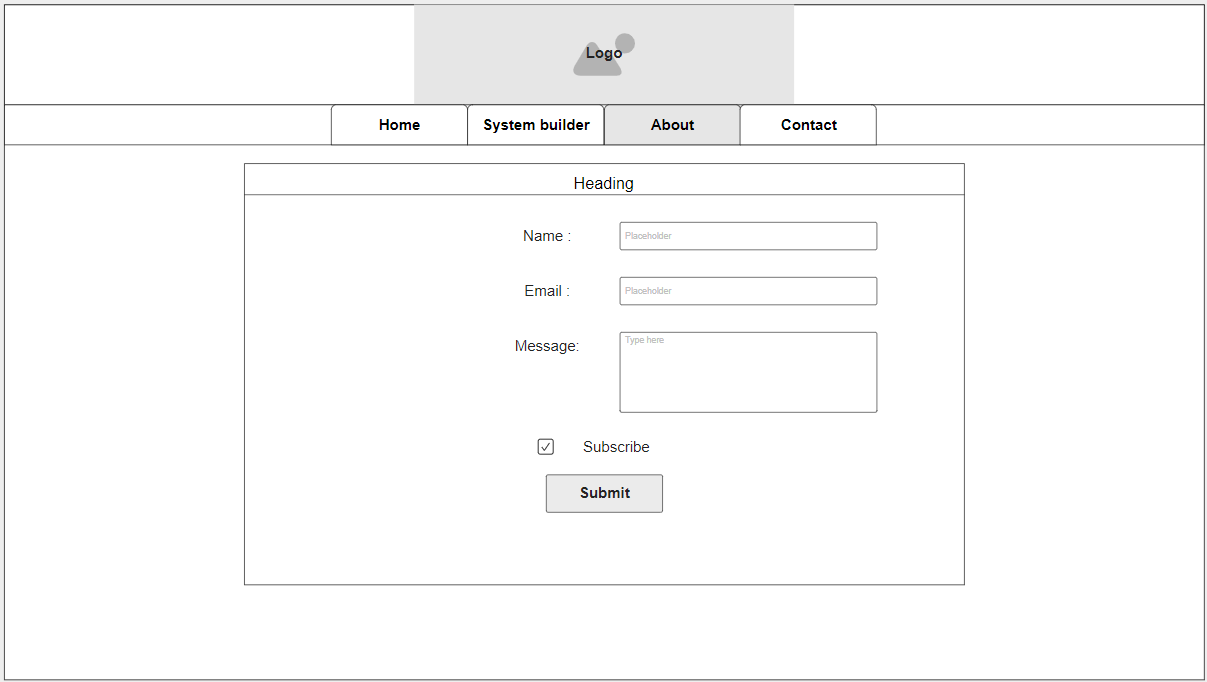 Logo
Home System builder About Contact
Heading
Name : Placeholder
Email : Placeholder
Message: Type here
Subscribe
Submit